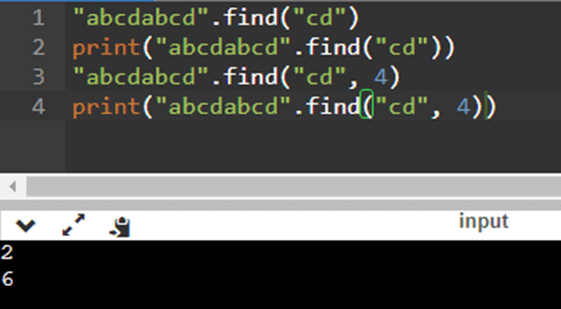 1 "abcdabcd".find("cd")
2 print("abcdabcd".find("cd"))
3 "abcdabcd".find("cd", 4)
4 print("abcdabcd".find("cd", 4))
input
2
6